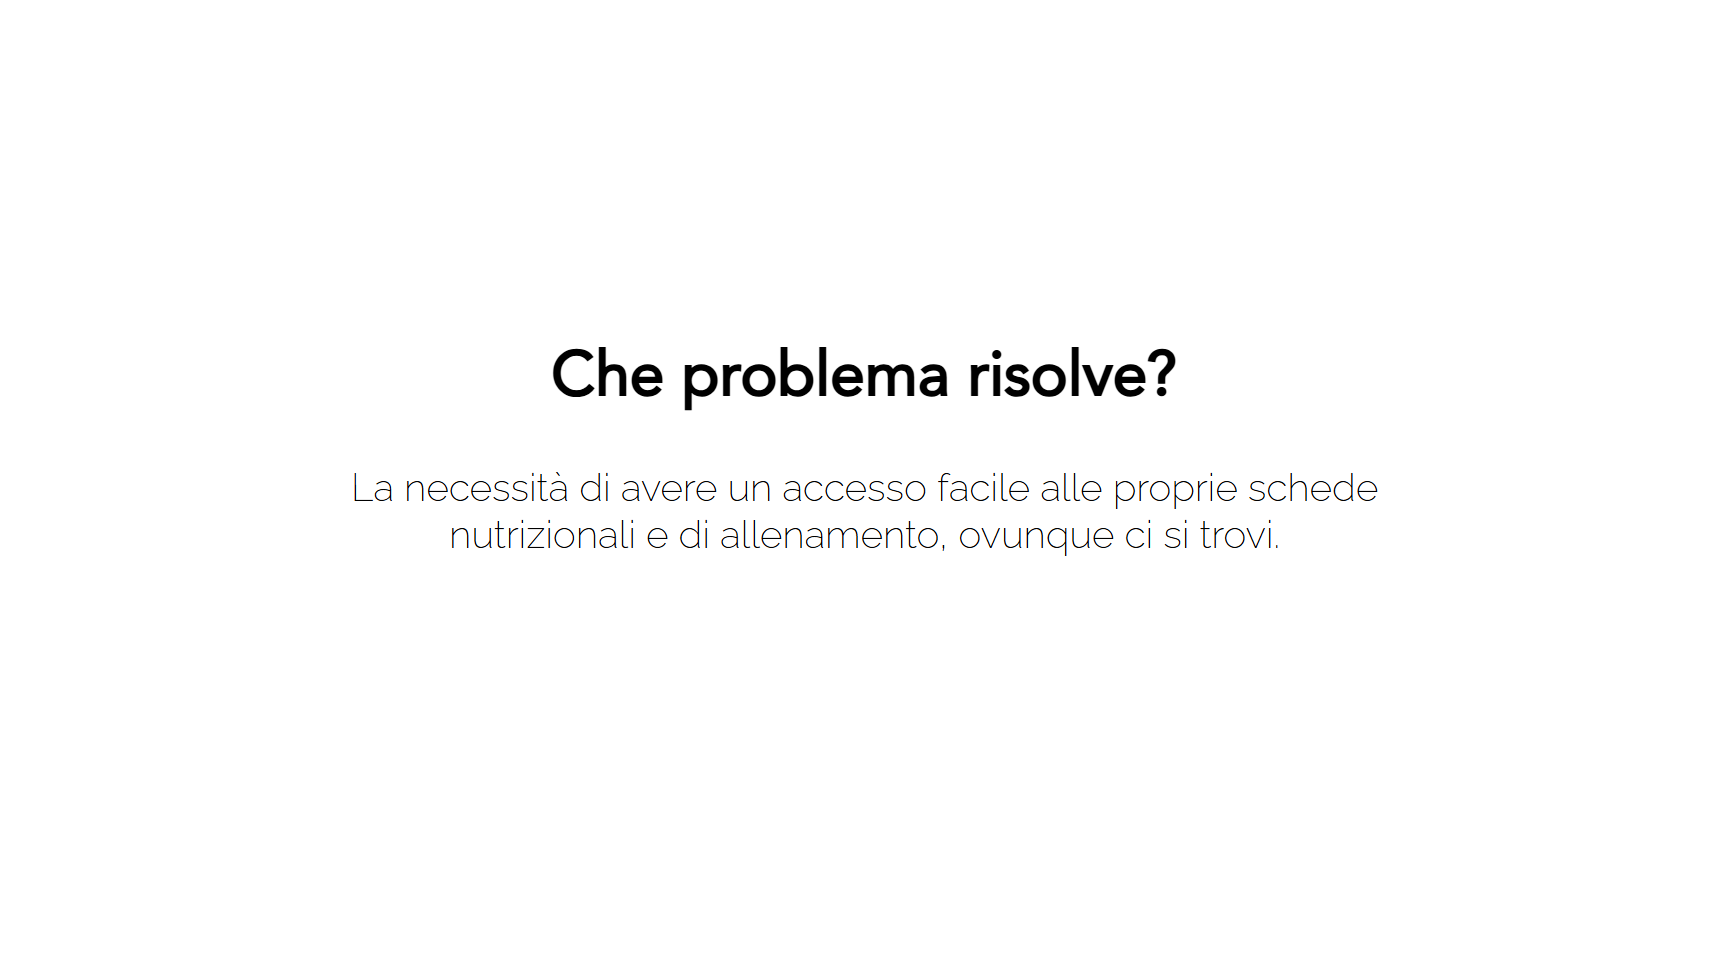 Che problema risolve?
La necessità di avere un accesso facile alle proprie schede
nutrizionali e di allenamento, ovunque ci si trovi.